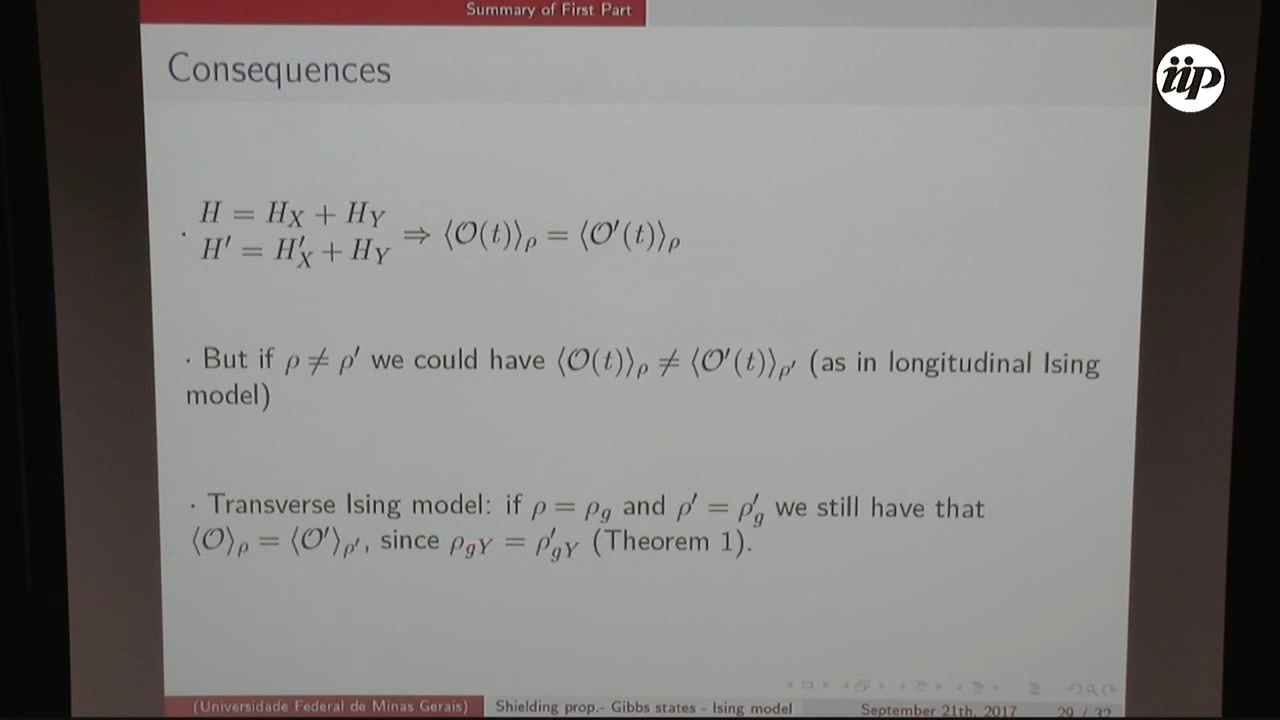 Summary of First Part
iip
Consequences
· H = H_X + H_Y
H′ = H′_X + H_Y ⇒ ⟨𝒪(t)⟩_ρ = ⟨𝒪′(t)⟩_ρ
· But if ρ ≠ ρ′ we could have ⟨𝒪(t)⟩_ρ ≠ ⟨𝒪′(t)⟩_ρ′ (as in longitudinal Ising
model)
· Transverse Ising model: if ρ = ρ_g and ρ′ = ρ′_g we still have that
⟨𝒪⟩_ρ = ⟨𝒪′⟩_ρ′, since ρ_gY = ρ′_gY (Theorem 1).
(Universidade Federal de Minas Gerais) Shielding prop.- Gibbs states - Ising model September 21th, 2017 29 / 32